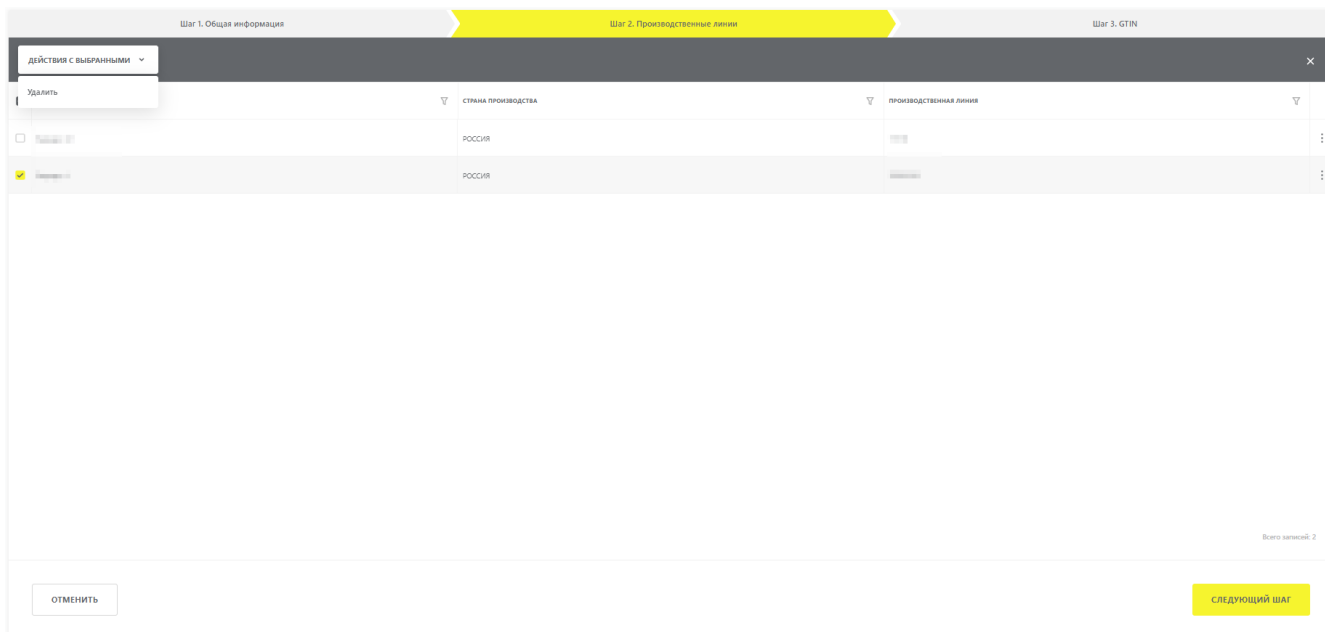 Шаг 1. Общая информация
Шаг 2. Производственные линии
Шаг 3. GTIN
ДЕЙСТВИЯ С ВЫБРАННЫМИ
Удалить
СТРАНА ПРОИЗВОДСТВА
ПРОИЗВОДСТВЕННАЯ ЛИНИЯ
РОССИЯ
РОССИЯ
Всего записей: 2
ОТМЕНИТЬ
СЛЕДУЮЩИЙ ШАГ